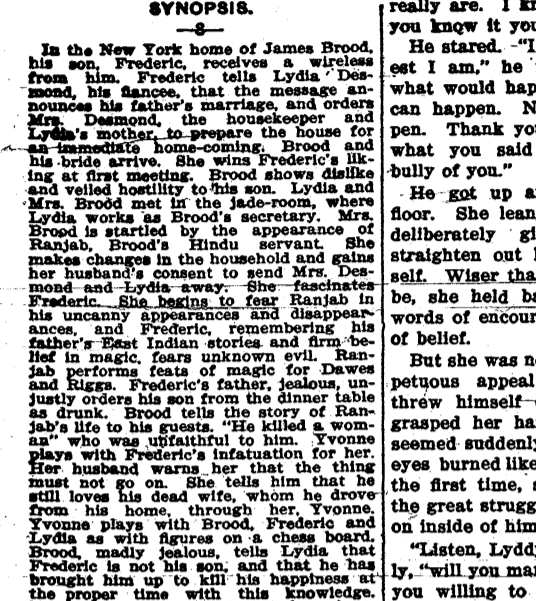 SYNOPSIS.
—8—
In the New York home of James Brood,
his son, Frederic, receives a wireless
from him. Frederic tells Lydia Des-
mond, his fiancee, that the message an-
nounces his father's marriage, and orders
Mrs. Desmond, the housekeeper and
Lydia's mother, to prepare the house for
an immediate home-coming. Brood and
his bride arrive. She wins Frederic's lik-
ing at first meeting. Brood shows dislike
and veiled hostility to his son. Lydia and
Mrs. Brood met in the jade-room, where
Lydia works as Brood's secretary. Mrs.
Brood is startled by the appearance of
Ranjab, Brood's Hindu servant. She
makes changes in the household and gains
her husband's consent to send Mrs. Des-
mond and Lydia away. She fascinates
Frederic. She begins to fear Ranjab in
his uncanny appearances and disappear-
ances, and Frederic, remembering his
father's East Indian stories and firm be-
lief in magic, fears unknown evil. Ran-
jab performs feats of magic for Dawes
and Riggs. Frederic's father, jealous, un-
justly orders his son from the dinner table
as drunk. Brood tells the story of Ran-
jab's life to his guests. "He killed a wom-
an" who was unfaithful to him. Yvonne
plays with Frederic's infatuation for her.
Her husband warns her that the thing
must not go on. She tells him that he
still loves his dead wife, whom he drove
from his home, through her, Yvonne.
Yvonne plays with Brood, Frederic and
Lydia as with figures on a chess board.
Brood, madly jealous, tells Lydia that
Frederic is not his son, and that he has
brought him up to kill his happiness at
the proper time with this knowledge.
really are. I
you know it you
He stared. "I
est I am," he
what would hap
can happen. N
pen. Thank you
what you said
bully of you."
He got up a
floor. She lean
deliberately gi
straighten out
self. Wiser tha
be, she held ba
words of encour
of belief.
But she was no
petuous appeal
threw himself
grasped her ha
seemed suddenly
eyes burned like
the first time,
the great strugg
on inside of him
"Listen, Lydd
ly, "will you mar
you willing to